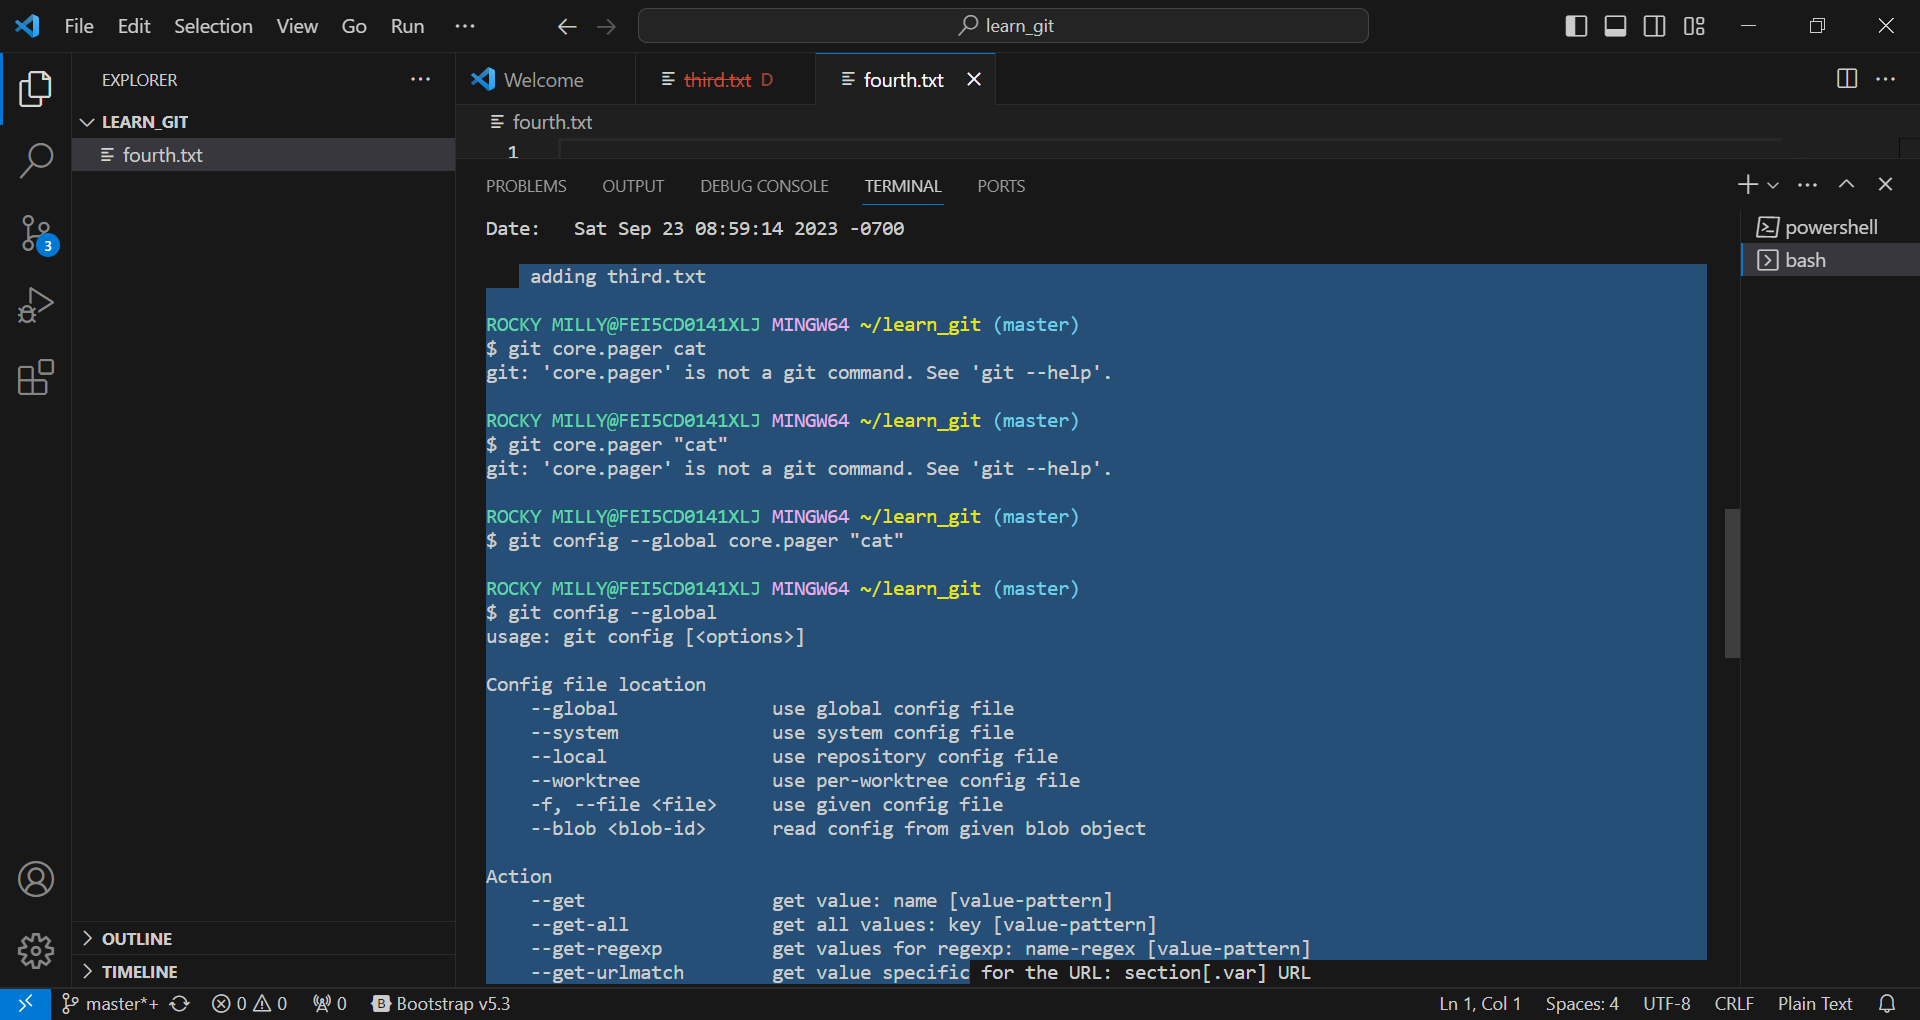 File Edit Selection View Go Run ··· learn_git
EXPLORER ···
Welcome third.txt D fourth.txt
LEARN_GIT
fourth.txt
fourth.txt
1
PROBLEMS OUTPUT DEBUG CONSOLE TERMINAL PORTS
powershell
bash
Date:   Sat Sep 23 08:59:14 2023 -0700
adding third.txt
ROCKY MILLY@FEI5CD0141XLJ MINGW64 ~/learn_git (master)
$ git core.pager cat
git: 'core.pager' is not a git command. See 'git --help'.
ROCKY MILLY@FEI5CD0141XLJ MINGW64 ~/learn_git (master)
$ git core.pager "cat"
git: 'core.pager' is not a git command. See 'git --help'.
ROCKY MILLY@FEI5CD0141XLJ MINGW64 ~/learn_git (master)
$ git config --global core.pager "cat"
ROCKY MILLY@FEI5CD0141XLJ MINGW64 ~/learn_git (master)
$ git config --global
usage: git config [<options>]
Config file location
--global              use global config file
--system              use system config file
--local               use repository config file
--worktree            use per-worktree config file
-f, --file <file>     use given config file
--blob <blob-id>      read config from given blob object
Action
--get                 get value: name [value-pattern]
--get-all             get all values: key [value-pattern]
--get-regexp          get values for regexp: name-regex [value-pattern]
--get-urlmatch        get value specific for the URL: section[.var] URL
3
OUTLINE
TIMELINE
master*+ 0 0 0 B Bootstrap v5.3 Ln 1, Col 1 Spaces: 4 UTF-8 CRLF Plain Text